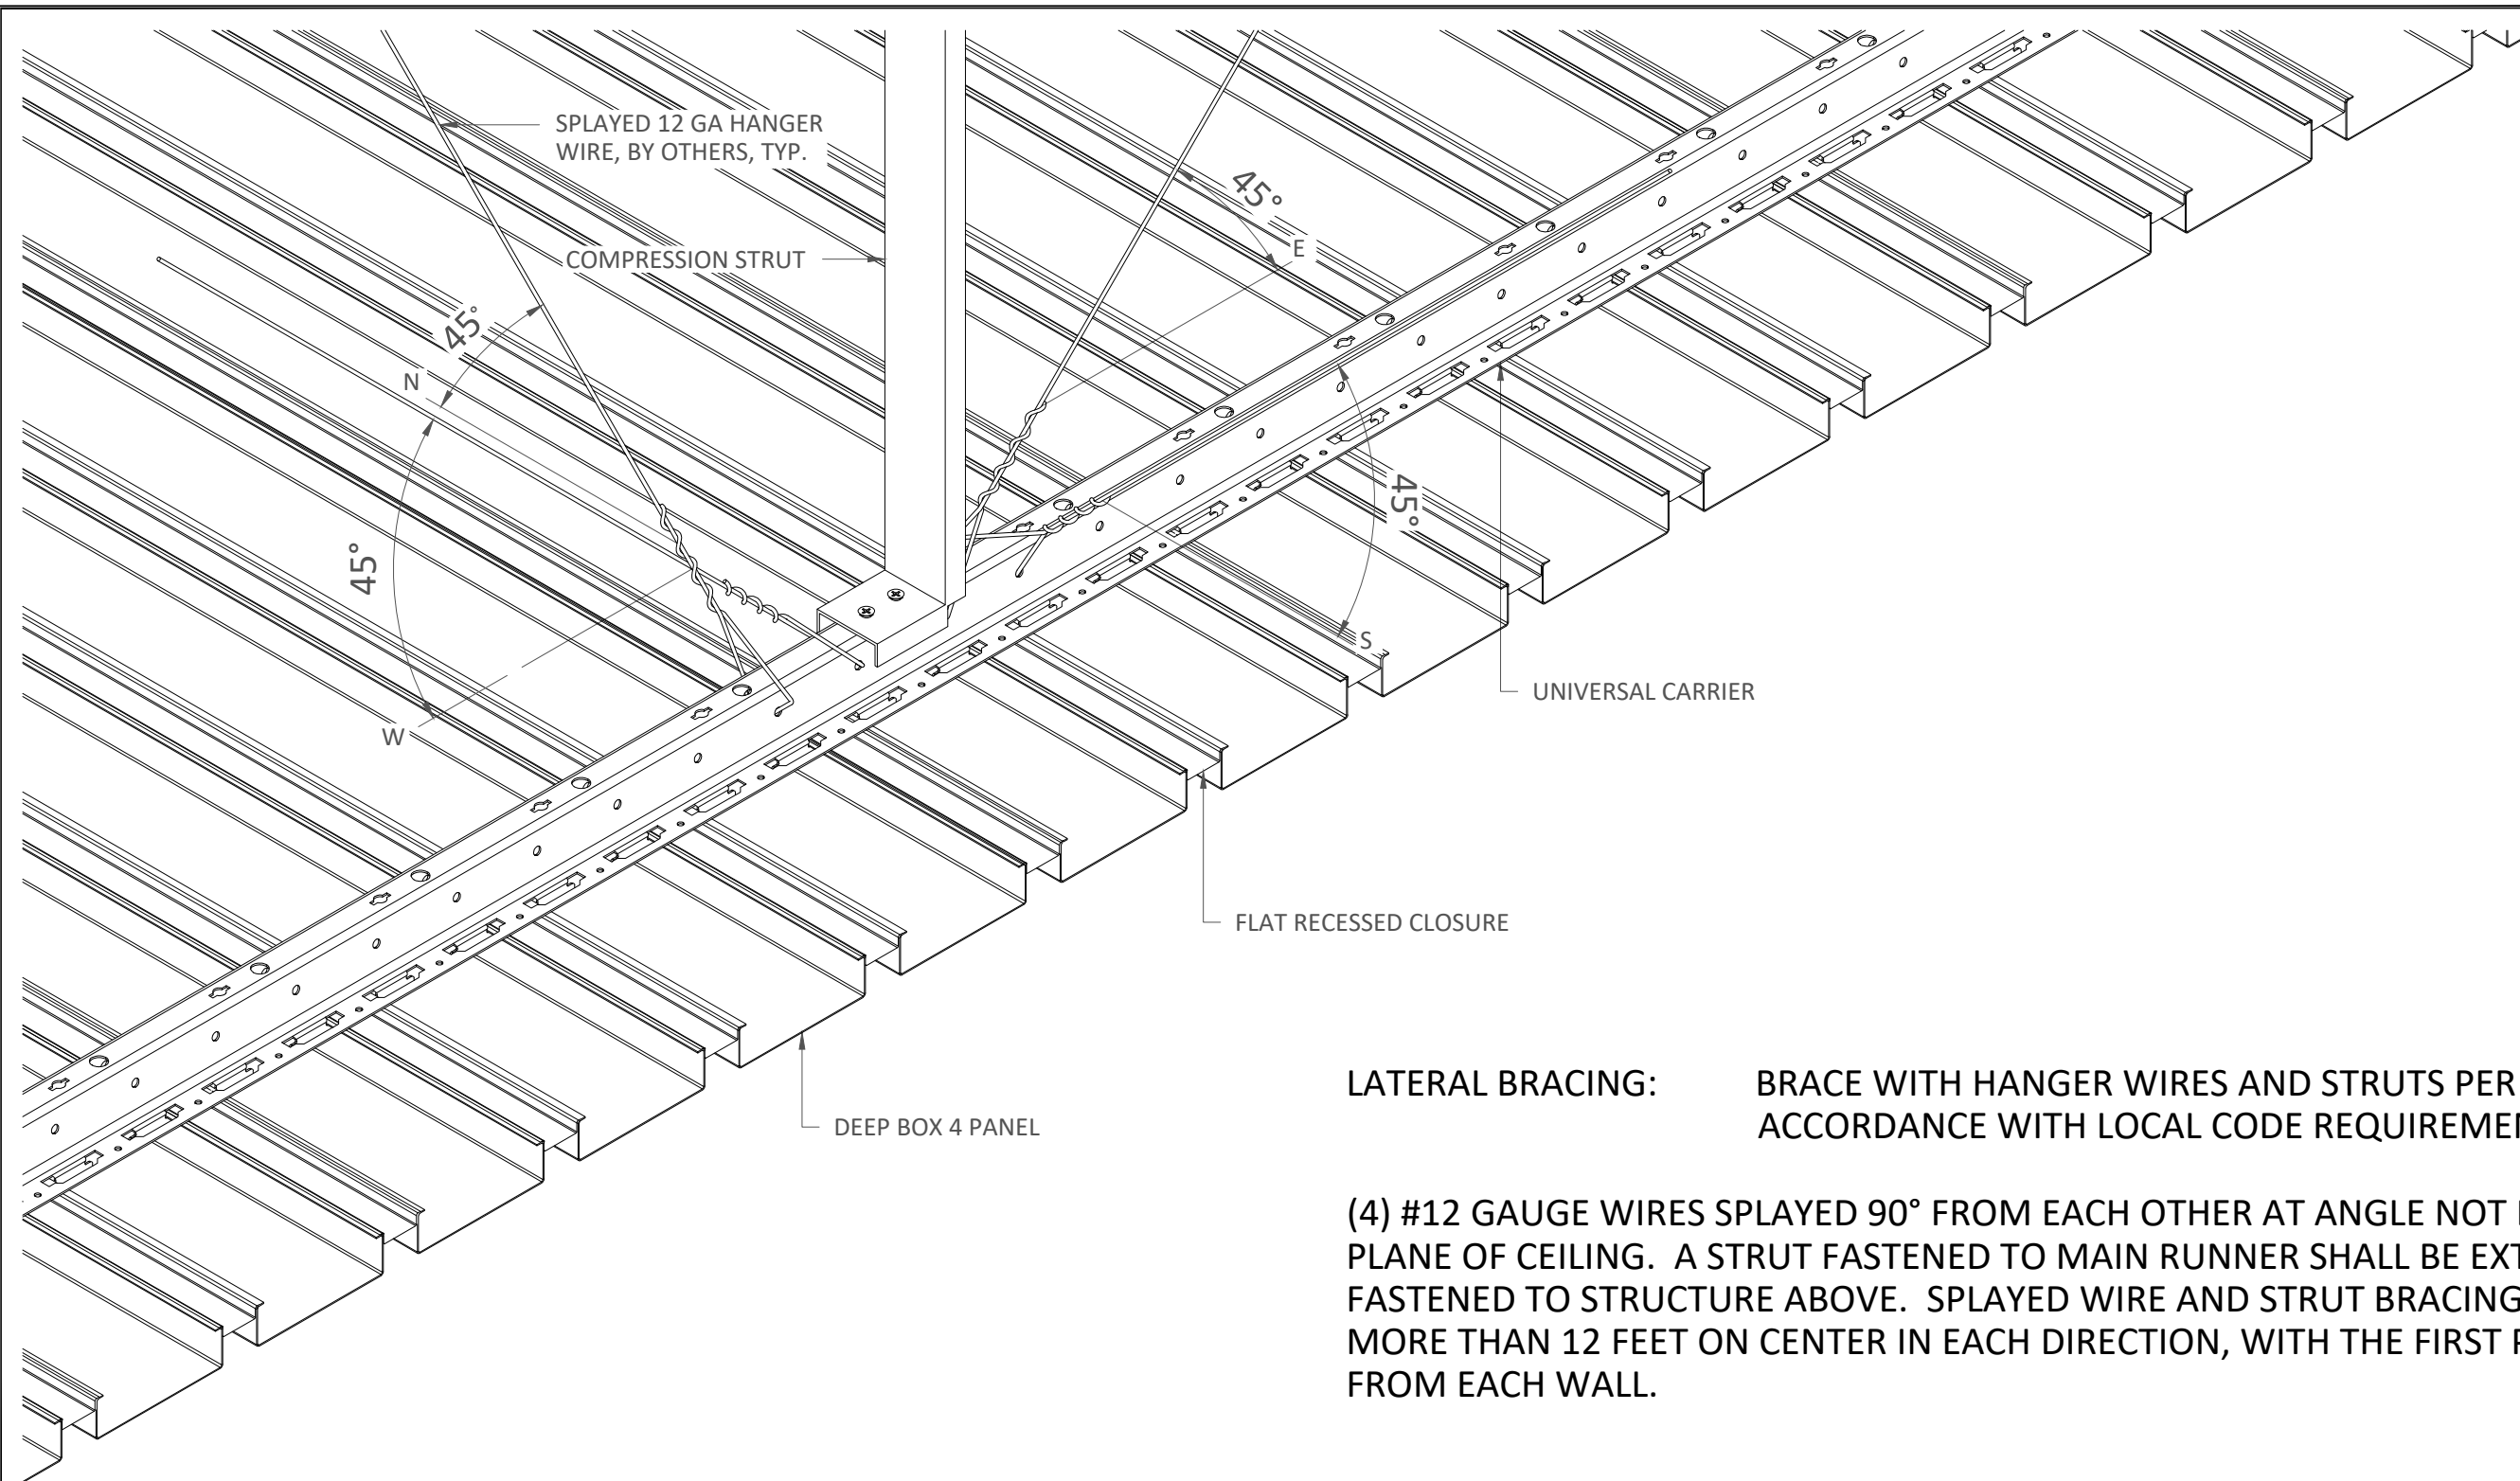 SPLAYED 12 GA HANGER
WIRE, BY OTHERS, TYP.
COMPRESSION STRUT
45°
E
45°
N
45°
W
45°
S
UNIVERSAL CARRIER
FLAT RECESSED CLOSURE
DEEP BOX 4 PANEL
LATERAL BRACING: BRACE WITH HANGER WIRES AND STRUTS PER
ACCORDANCE WITH LOCAL CODE
(4) #12 GAUGE WIRES SPLAYED 90° FROM EACH OTHER AT ANGLE NOT
PLANE OF CEILING. A STRUT FASTENED TO MAIN RUNNER SHALL BE
FASTENED TO STRUCTURE ABOVE. SPLAYED WIRE AND STRUT BRACING
MORE THAN 12 FEET ON CENTER IN EACH DIRECTION, WITH THE FIRST
FROM EACH WALL.